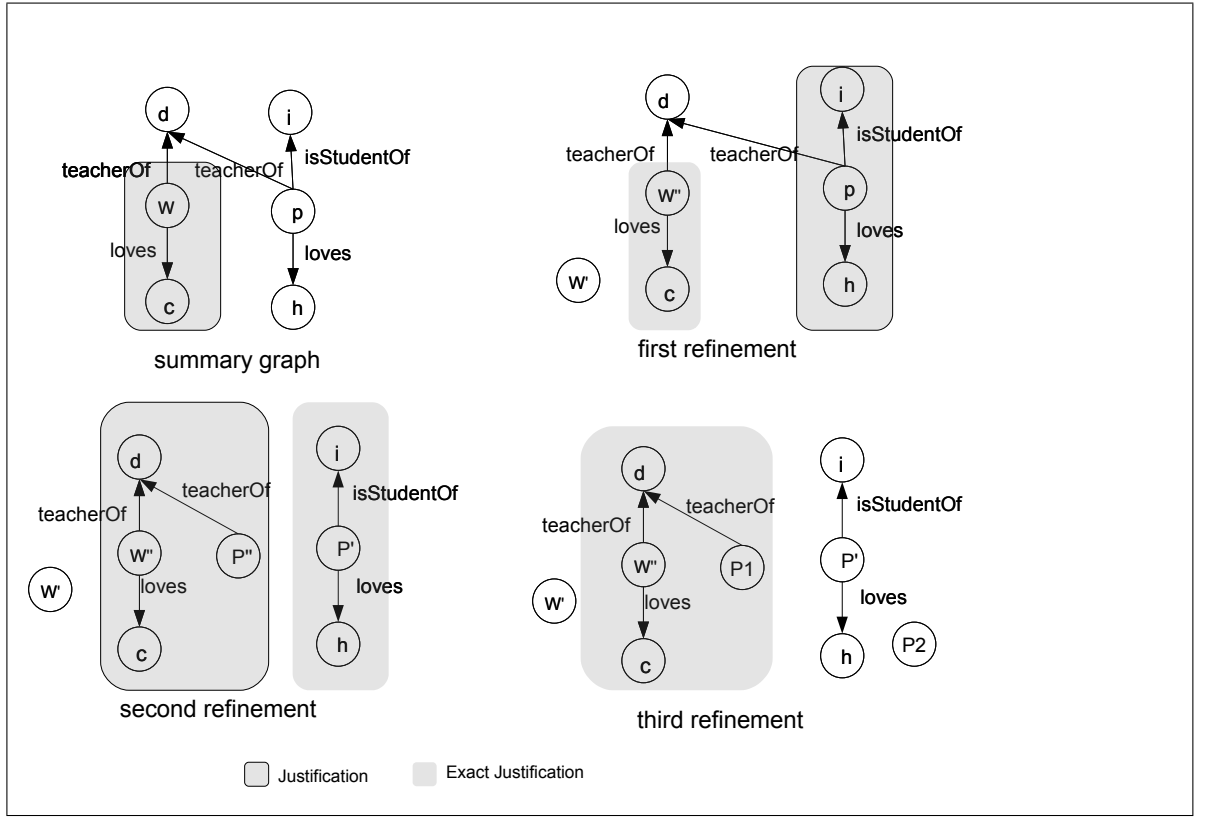 d
i
teacherOf
teacherOf
isStudentOf
w
p
loves
loves
c
h
summary graph
d
i
teacherOf
teacherOf
isStudentOf
w"
p
loves
loves
w'
c
h
first refinement
d
i
teacherOf
teacherOf
isStudentOf
w"
P"
P'
w'
loves
loves
c
h
second refinement
d
i
teacherOf
teacherOf
isStudentOf
w"
P1
P'
w'
loves
loves
c
h
P2
third refinement
Justification
Exact Justification